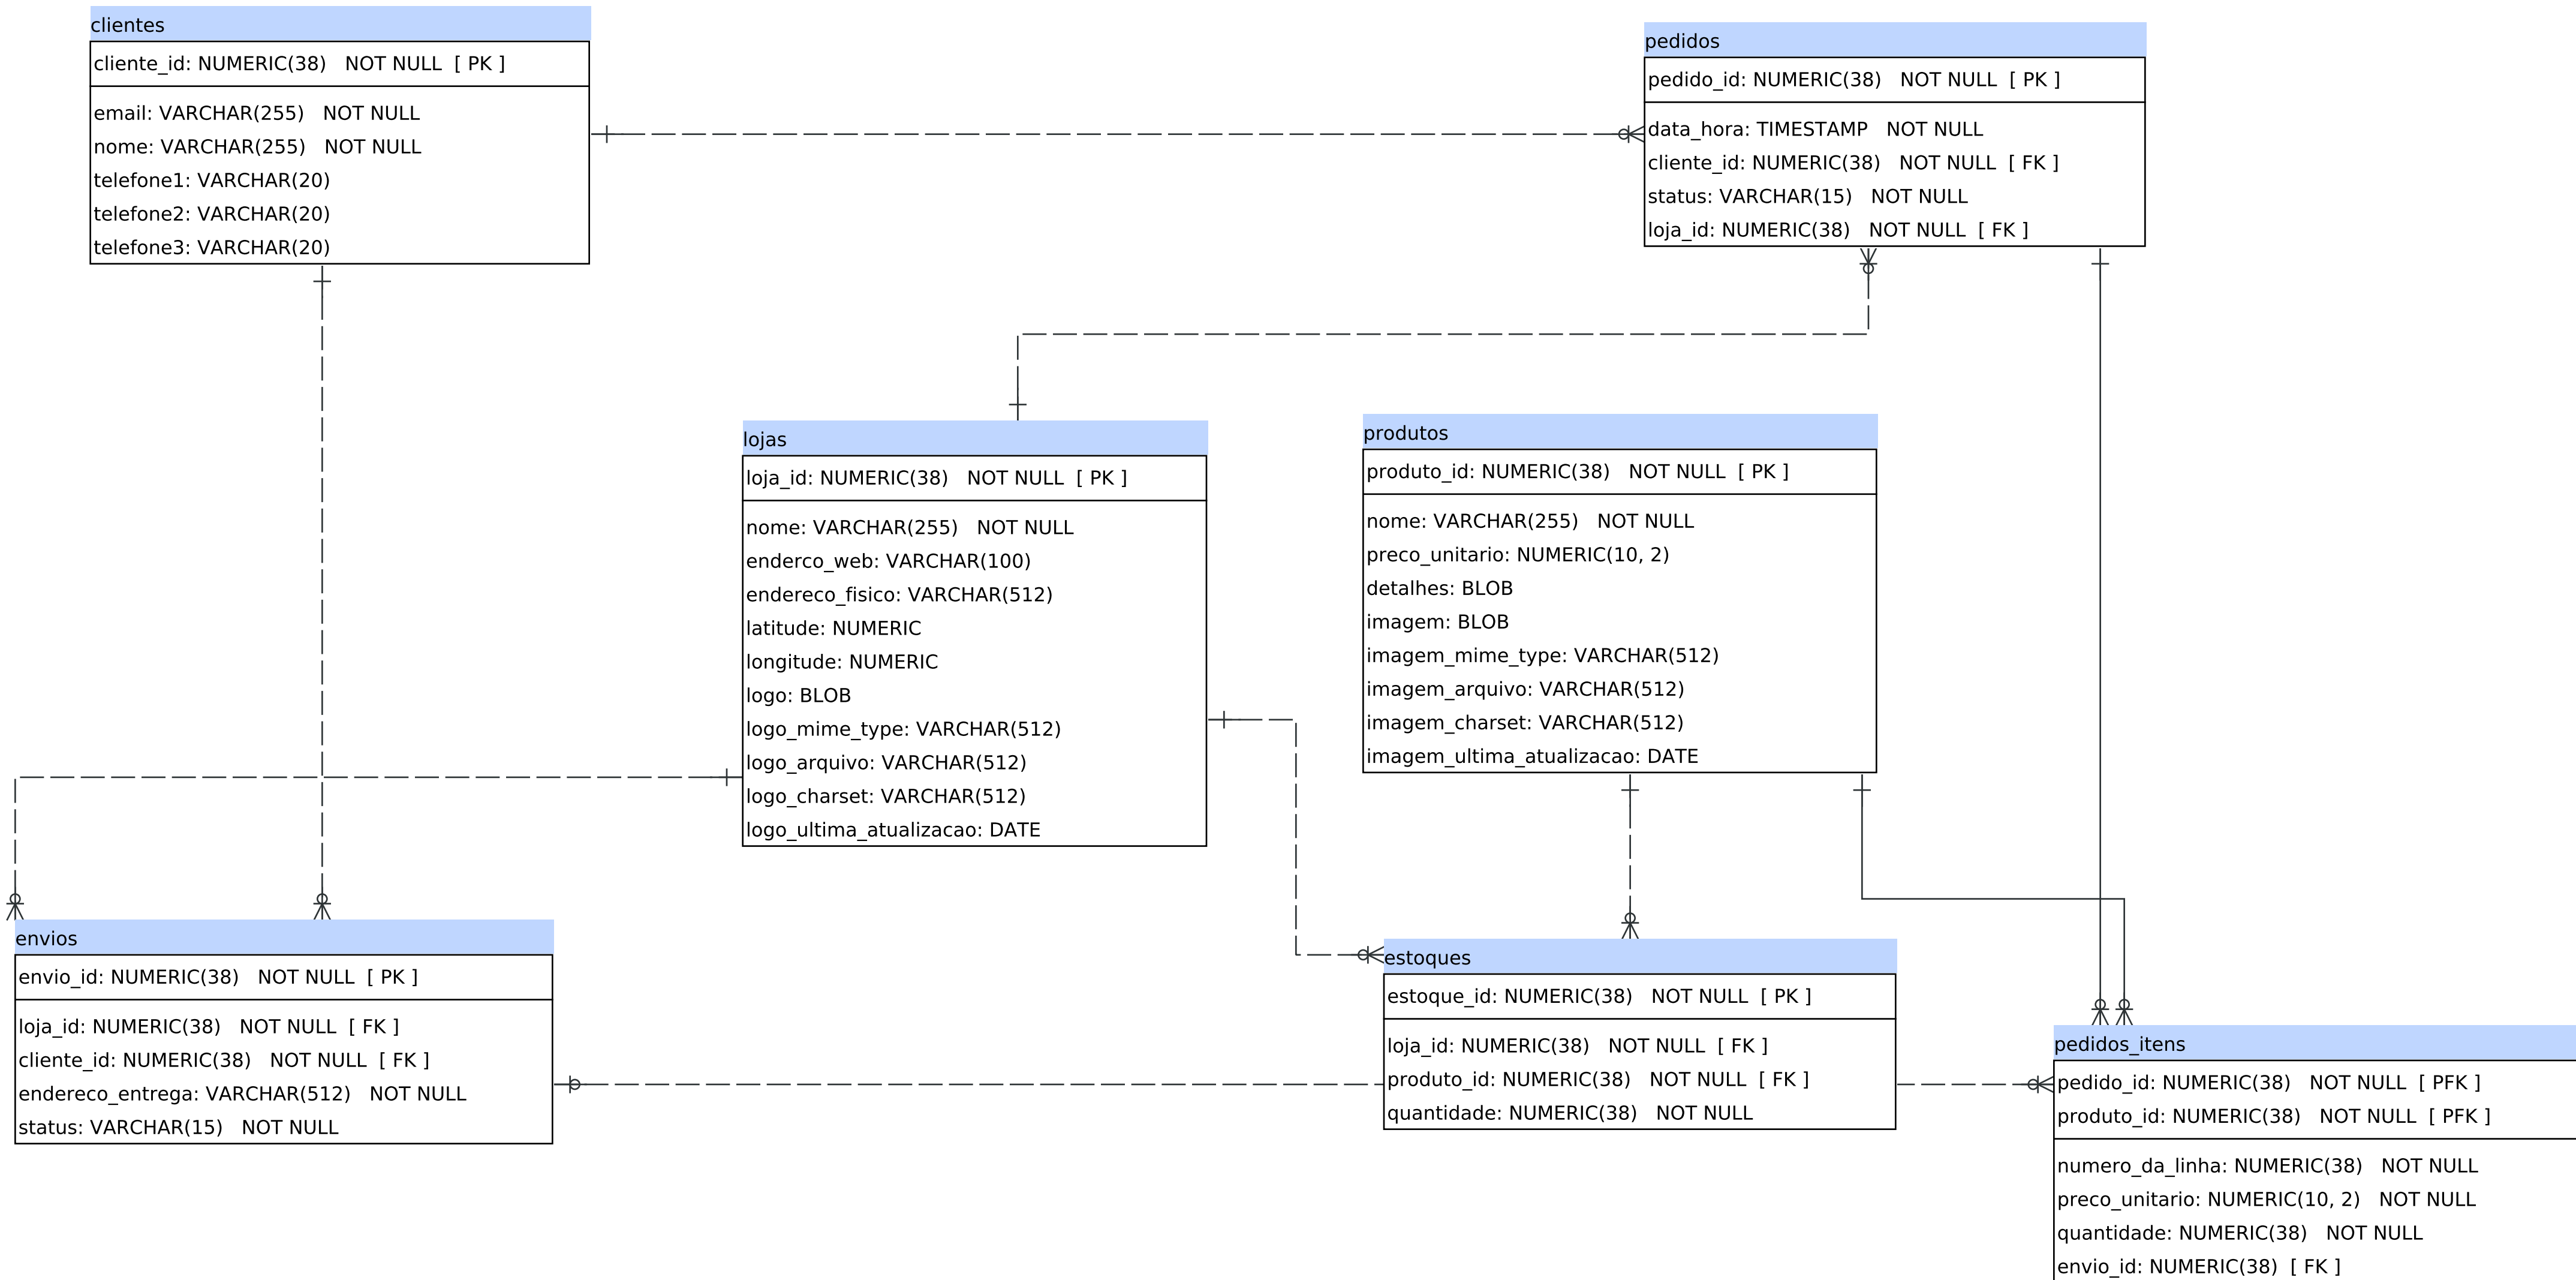 clientes
cliente_id: NUMERIC(38)   NOT NULL  [ PK ]
email: VARCHAR(255)   NOT NULL
nome: VARCHAR(255)   NOT NULL
telefone1: VARCHAR(20)
telefone2: VARCHAR(20)
telefone3: VARCHAR(20)
pedidos
pedido_id: NUMERIC(38)   NOT NULL  [ PK ]
data_hora: TIMESTAMP   NOT NULL
cliente_id: NUMERIC(38)   NOT NULL  [ FK ]
status: VARCHAR(15)   NOT NULL
loja_id: NUMERIC(38)   NOT NULL  [ FK ]
lojas
loja_id: NUMERIC(38)   NOT NULL  [ PK ]
nome: VARCHAR(255)   NOT NULL
enderco_web: VARCHAR(100)
endereco_fisico: VARCHAR(512)
latitude: NUMERIC
longitude: NUMERIC
logo: BLOB
logo_mime_type: VARCHAR(512)
logo_arquivo: VARCHAR(512)
logo_charset: VARCHAR(512)
logo_ultima_atualizacao: DATE
produtos
produto_id: NUMERIC(38)   NOT NULL  [ PK ]
nome: VARCHAR(255)   NOT NULL
preco_unitario: NUMERIC(10, 2)
detalhes: BLOB
imagem: BLOB
imagem_mime_type: VARCHAR(512)
imagem_arquivo: VARCHAR(512)
imagem_charset: VARCHAR(512)
imagem_ultima_atualizacao: DATE
envios
envio_id: NUMERIC(38)   NOT NULL  [ PK ]
loja_id: NUMERIC(38)   NOT NULL  [ FK ]
cliente_id: NUMERIC(38)   NOT NULL  [ FK ]
endereco_entrega: VARCHAR(512)   NOT NULL
status: VARCHAR(15)   NOT NULL
estoques
estoque_id: NUMERIC(38)   NOT NULL  [ PK ]
loja_id: NUMERIC(38)   NOT NULL  [ FK ]
produto_id: NUMERIC(38)   NOT NULL  [ FK ]
quantidade: NUMERIC(38)   NOT NULL
pedidos_itens
pedido_id: NUMERIC(38)   NOT NULL  [ PFK ]
produto_id: NUMERIC(38)   NOT NULL  [ PFK ]
numero_da_linha: NUMERIC(38)   NOT NULL
preco_unitario: NUMERIC(10, 2)   NOT NULL
quantidade: NUMERIC(38)   NOT NULL
envio_id: NUMERIC(38)  [ FK ]